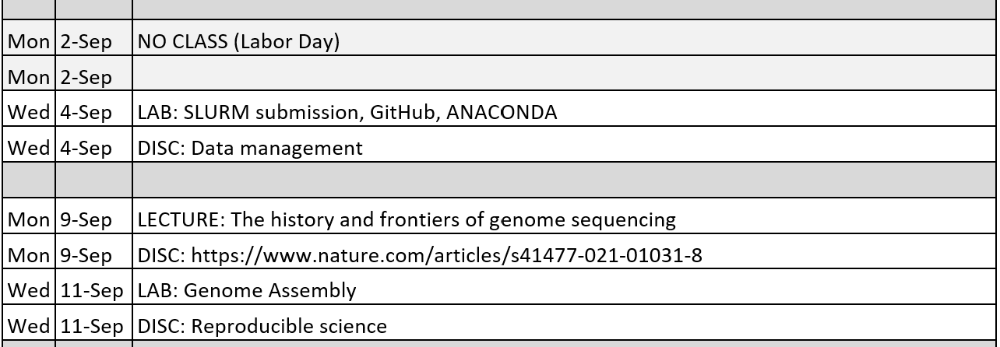 Mon 2-Sep NO CLASS (Labor Day)
Mon 2-Sep
Wed 4-Sep LAB: SLURM submission, GitHub, ANACONDA
Wed 4-Sep DISC: Data management
Mon 9-Sep LECTURE: The history and frontiers of genome sequencing
Mon 9-Sep DISC: https://www.nature.com/articles/s41477-021-01031-8
Wed 11-Sep LAB: Genome Assembly
Wed 11-Sep DISC: Reproducible science